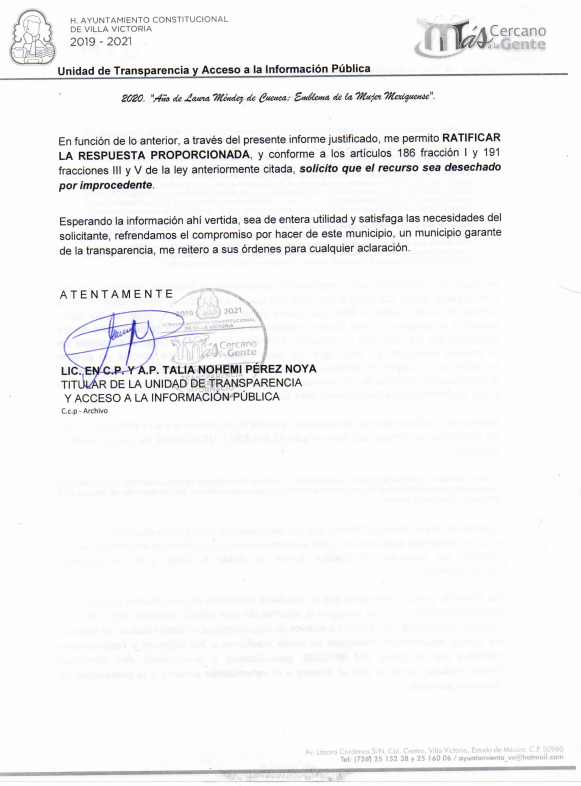 H. AYUNTAMIENTO CONSTITUCIONAL
DE VILLA VICTORIA
2019 - 2021
Más Cercano
a la Gente
Unidad de Transparencia y Acceso a la Información Pública
2020. "Año de Laura Méndez de Cuenca; Emblema de la Mujer Mexiquense".
En función de lo anterior, a través del presente informe justificado, me permito RATIFICAR
LA RESPUESTA PROPORCIONADA, y conforme a los artículos 186 fracción I y 191
fracciones III y V de la ley anteriormente citada, solicito que el recurso sea desechado
por improcedente.
Esperando la información ahí vertida, sea de entera utilidad y satisfaga las necesidades del
solicitante, refrendamos el compromiso por hacer de este municipio, un municipio garante
de la transparencia, me reitero a sus órdenes para cualquier aclaración.
A T E N T A M E N T E
2019 2021
H. AYUNTAMIENTO CONSTITUCIONAL
DE VILLA VICTORIA
Cercano
a la Gente
LIC. EN C.P. Y A.P. TALIA NOHEMI PÉREZ NOYA
TITULAR DE LA UNIDAD DE TRANSPARENCIA
Y ACCESO A LA INFORMACIÓN PÚBLICA
C.c.p - Archivo
Av. Lázaro Cárdenas S/N, Col. Centro, Villa Victoria, Estado de México. C.P. 50960
Tel: (726) 25 152 38 y 25 160 06 / ayuntamiento_vv@hotmail.com